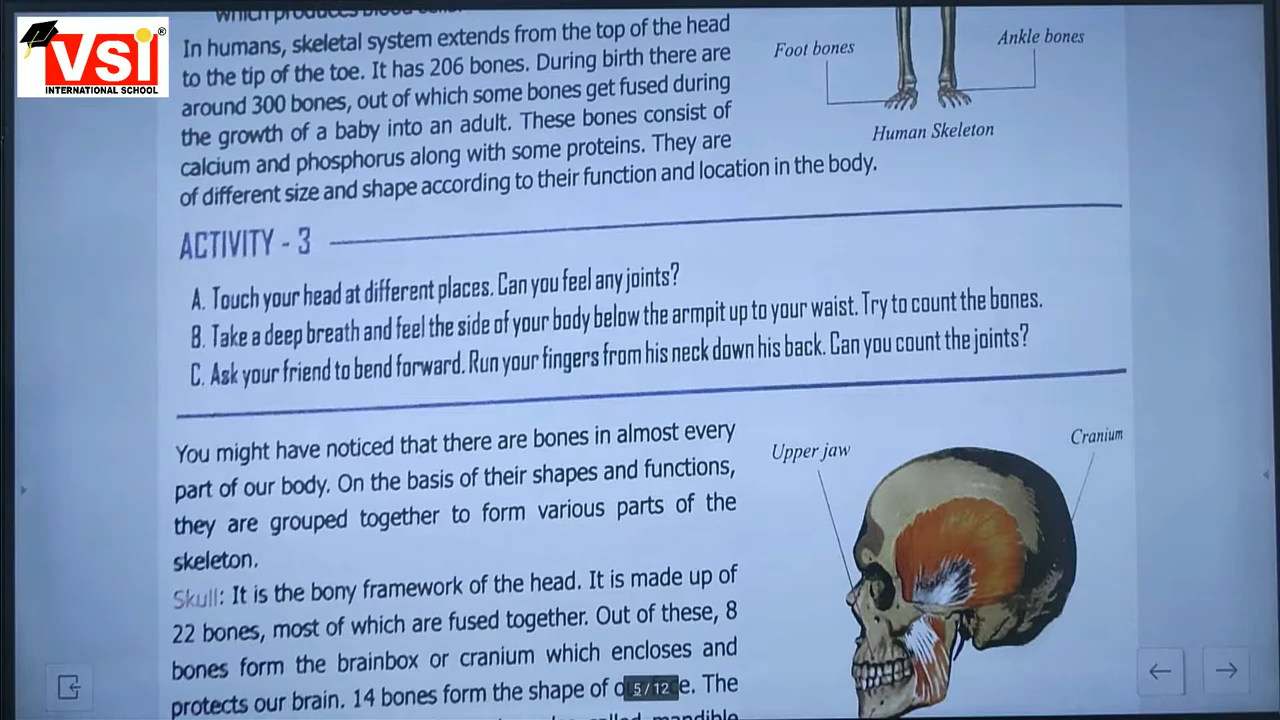 VSI
®
INTERNATIONAL SCHOOL
which produces blood
In humans, skeletal system extends from the top of the head
to the tip of the toe. It has 206 bones. During birth there are
around 300 bones, out of which some bones get fused during
the growth of a baby into an adult. These bones consist of
calcium and phosphorus along with some proteins. They are
of different size and shape according to their function and location in the body.
Foot bones
Ankle bones
Human Skeleton
ACTIVITY - 3
A. Touch your head at different places. Can you feel any joints?
B. Take a deep breath and feel the side of your body below the armpit up to your waist. Try to count the bones.
C. Ask your friend to bend forward. Run your fingers from his neck down his back. Can you count the joints?
You might have noticed that there are bones in almost every
part of our body. On the basis of their shapes and functions,
they are grouped together to form various parts of the
skeleton.
Skull: It is the bony framework of the head. It is made up of
22 bones, most of which are fused together. Out of these, 8
bones form the brainbox or cranium which encloses and
protects our brain. 14 bones form the shape of The
mandible
Upper jaw
Cranium
5 / 12